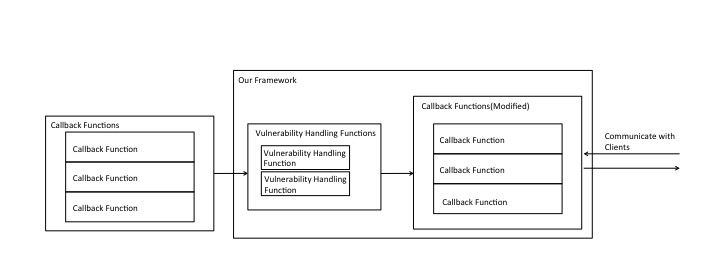 Our Framework
Callback Functions
Callback Function
Callback Function
Callback Function
Vulnerability Handling Functions
Vulnerability Handling
Function
Vulnerability Handling
Function
Callback Functions(Modified)
Callback Function
Callback Function
Callback Function
Communicate with
Clients